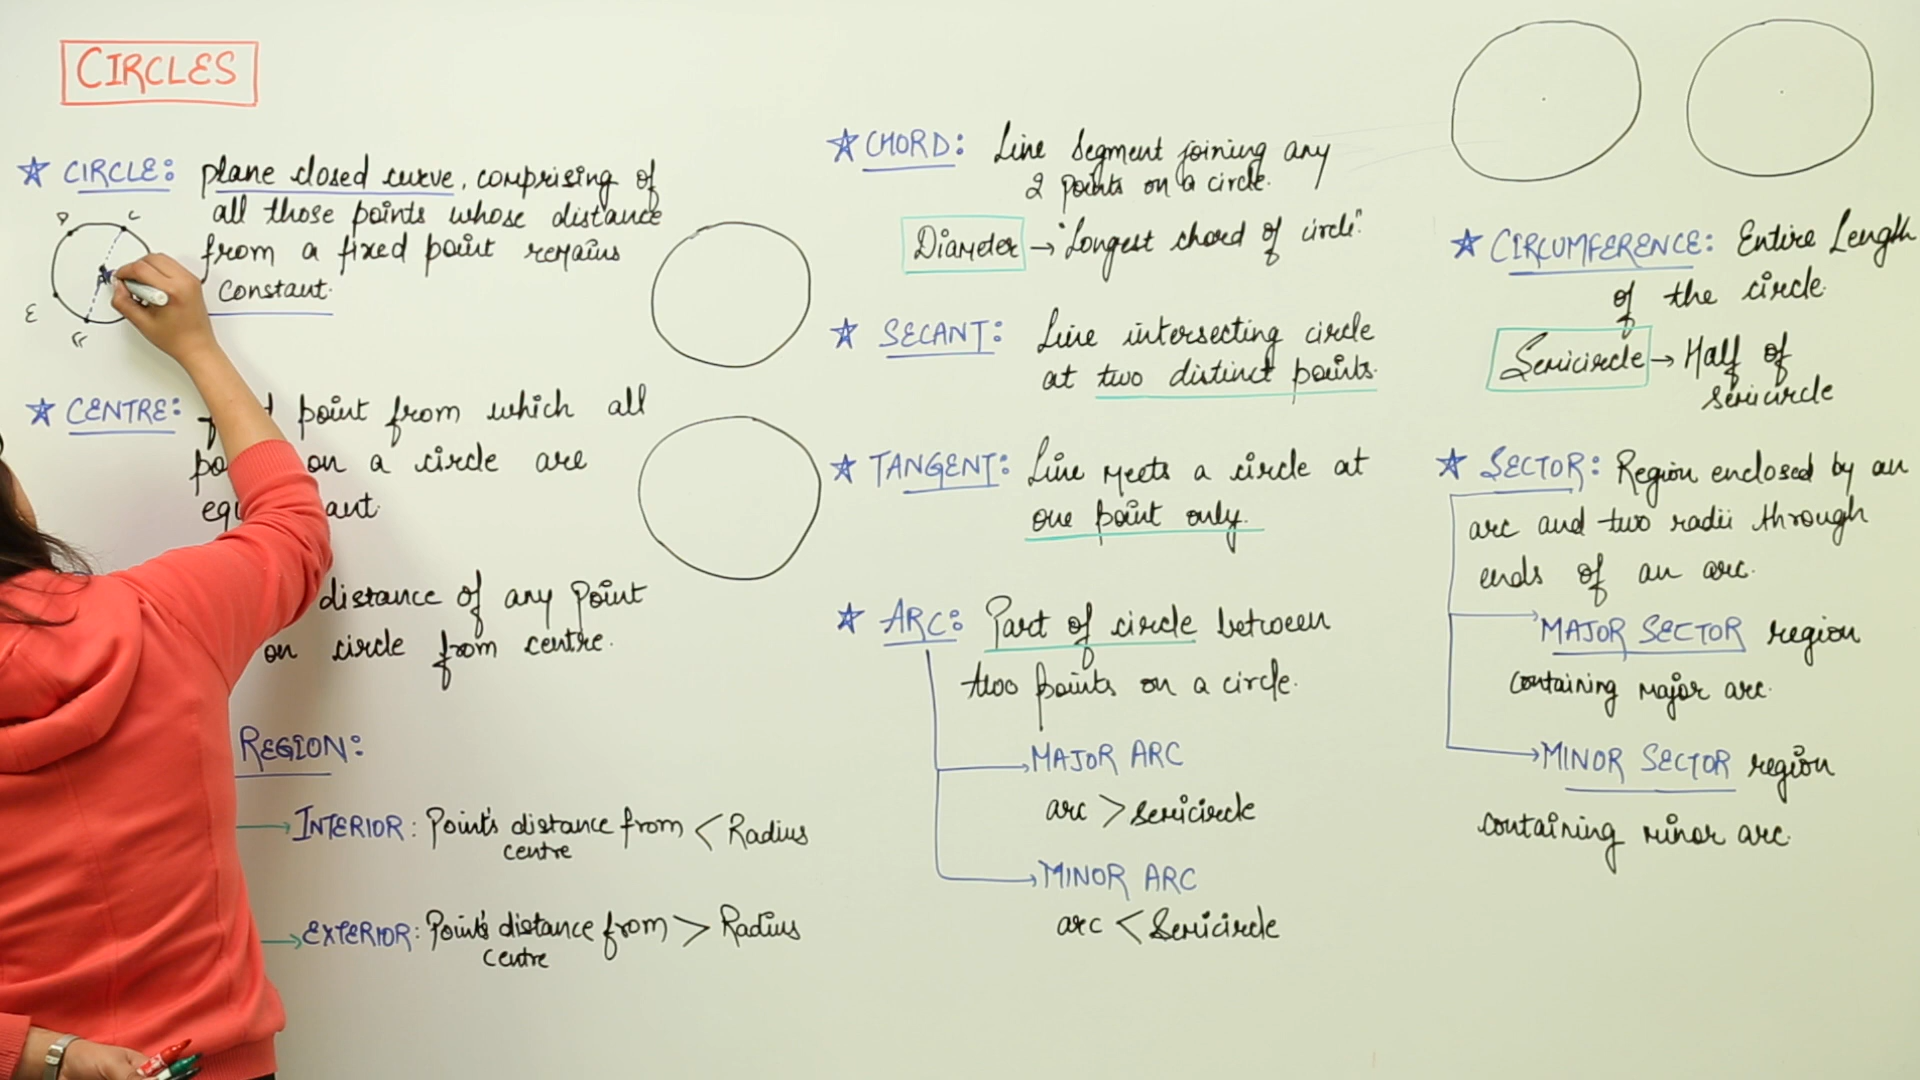 CIRCLES
☆ CIRCLE: plane closed curve, comprising of
all those points whose distance
from a fixed point remains
constant.
D C
E
F
☆ CENTRE: point from which all
on a circle are
distance of any point
on circle from centre.
REGION:
→ INTERIOR: Point's distance from < Radius
centre
→ EXTERIOR: Point's distance from > Radius
centre
☆ CHORD: Line segment joining any
2 points on a circle.
Diameter → "Longest chord of circle."
☆ SECANT: Line intersecting circle
at two distinct points.
☆ TANGENT: Line meets a circle at
one point only.
☆ ARC: Part of circle between
two points on a circle.
→ MAJOR ARC
arc > semicircle
→ MINOR ARC
arc < Semicircle
☆ CIRCUMFERENCE: Entire Length
of the circle.
Semicircle → Half of
semicircle
☆ SECTOR: Region enclosed by an
arc and two radii through
ends of an arc.
→ MAJOR SECTOR region
containing major arc.
→ MINOR SECTOR region
containing minor arc.